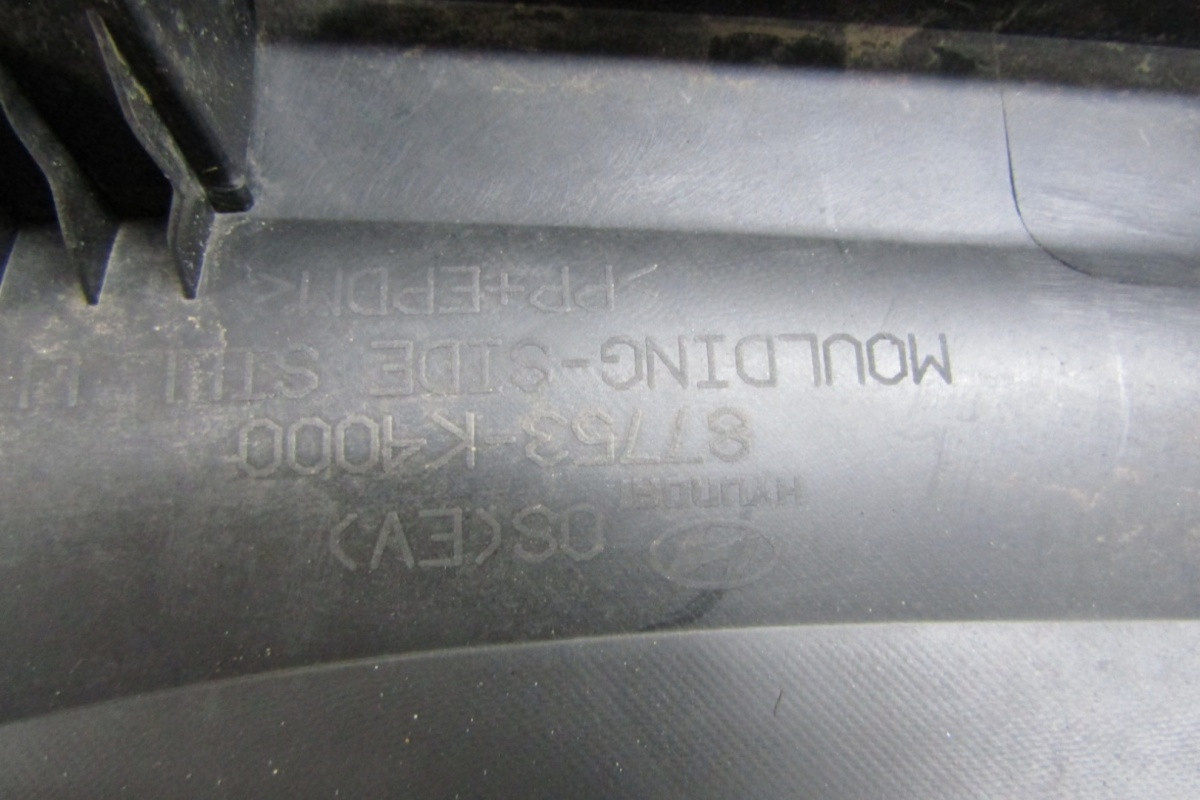 OS(EV)
HYUNDAI
87753-K4000
MOULDING-SIDE SILL
>PP+EPDM<